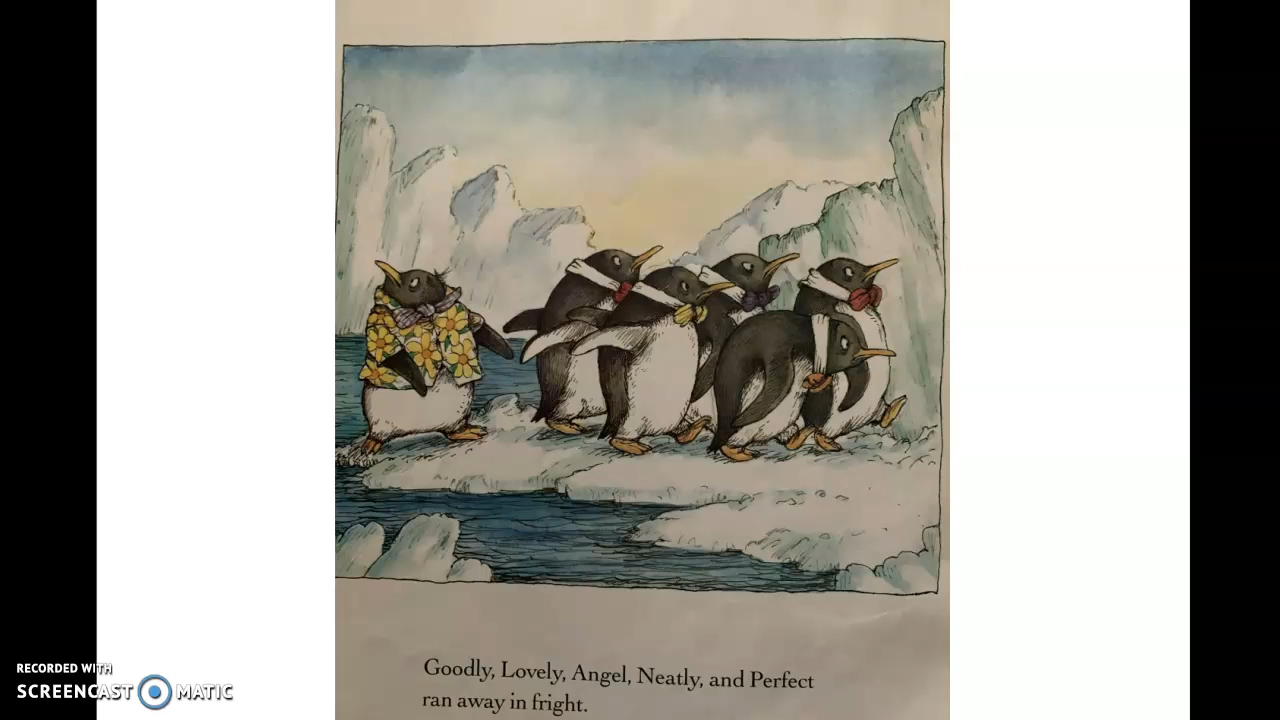 Goodly, Lovely, Angel, Neatly, and Perfect
ran away in fright.
RECORDED WITH
SCREENCAST MATIC